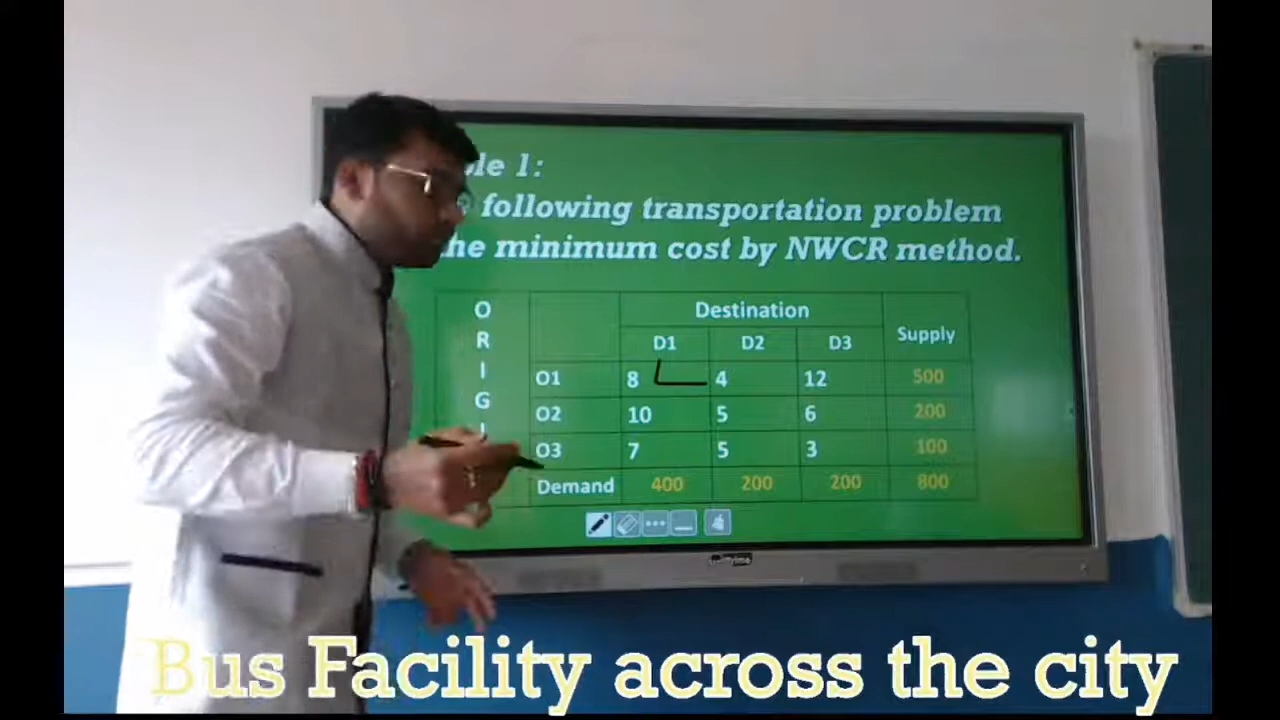 ple 1:
following transportation problem
the minimum cost by NWCR method.
O
R
I
G
I
Destination
Supply
D1 D2 D3
O1 8 4 12 500
O2 10 5 6 200
O3 7 5 3 100
Demand 400 200 200 800
Bus Facility across the city